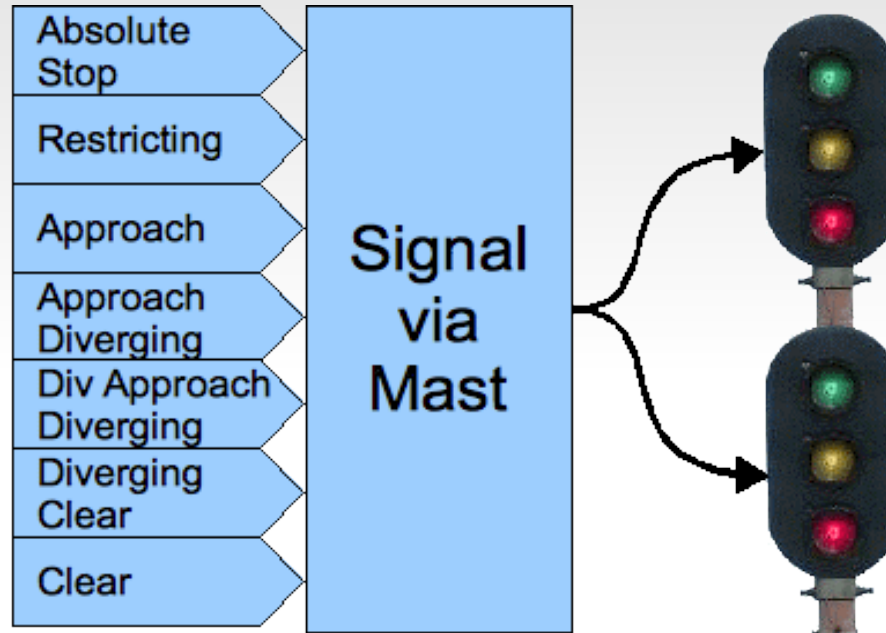 Absolute
Stop
Restricting
Approach
Approach
Diverging
Div Approach
Diverging
Diverging
Clear
Clear
Signal
via
Mast